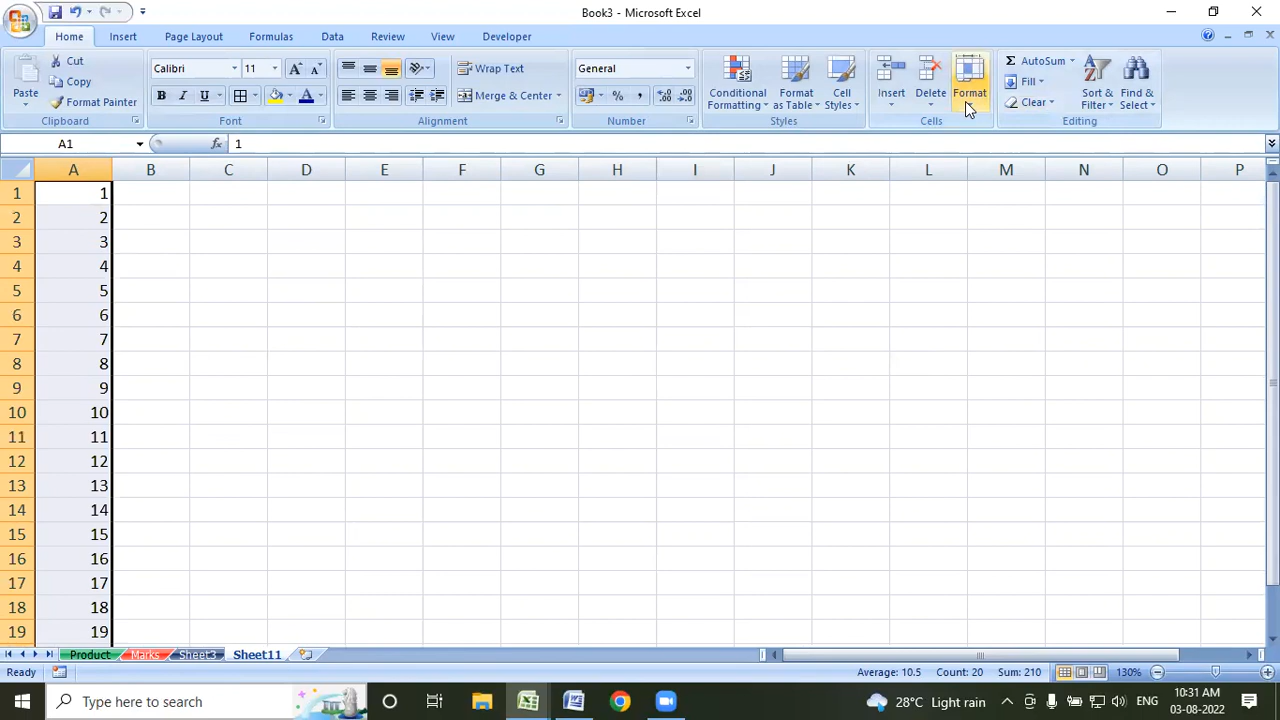 Book3 - Microsoft Excel
Home Insert Page Layout Formulas Data Review View Developer
Paste
Cut
Copy
Format Painter
Clipboard
Calibri 11
B I U A
Font
Wrap Text
Merge & Center
Alignment
General
% ,
Number
Conditional Formatting
Format as Table
Cell Styles
Styles
Insert
Delete
Format
Cells
Σ AutoSum
Fill
Clear
Sort & Filter
Find & Select
Editing
A1 fx 1
A B C D E F G H I J K L M N O P
1 1
2 2
3 3
4 4
5 5
6 6
7 7
8 8
9 9
10 10
11 11
12 12
13 13
14 14
15 15
16 16
17 17
18 18
19 19
Product Marks Sheet3 Sheet11
Ready Average: 10.5 Count: 20 Sum: 210 130%
Type here to search 28°C Light rain ENG 10:31 AM
03-08-2022